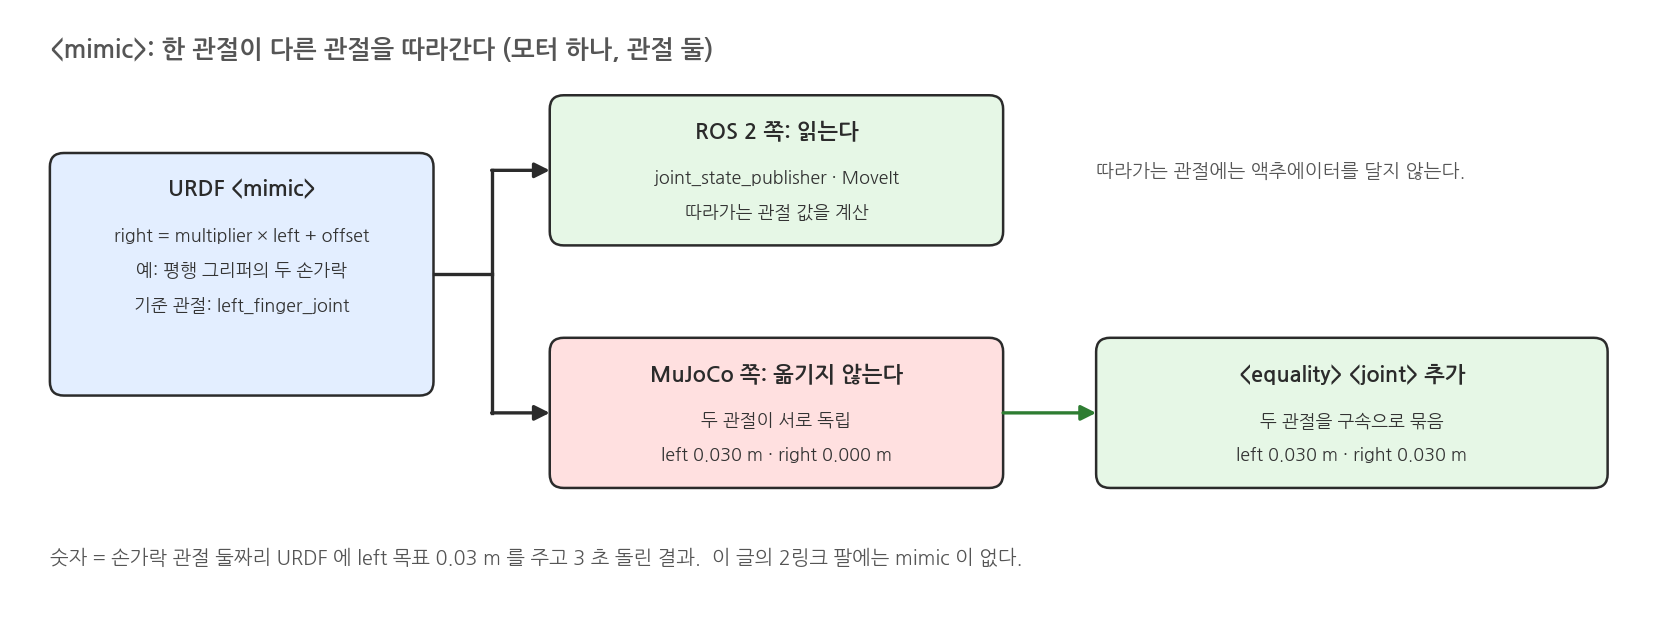 <mimic>: 한 관절이 다른 관절을 따라간다 (모터 하나, 관절 둘)
URDF <mimic>
right = multiplier × left + offset
예: 평행 그리퍼의 두 손가락
기준 관절: left_finger_joint
ROS 2 쪽: 읽는다
joint_state_publisher · MoveIt
따라가는 관절 값을 계산
따라가는 관절에는 액추에이터를 달지 않는다.
MuJoCo 쪽: 옮기지 않는다
두 관절이 서로 독립
left 0.030 m · right 0.000 m
<equality> <joint> 추가
두 관절을 구속으로 묶음
left 0.030 m · right 0.030 m
숫자 = 손가락 관절 둘짜리 URDF 에 left 목표 0.03 m 를 주고 3 초 돌린 결과.  이 글의 2링크 팔에는 mimic 이 없다.